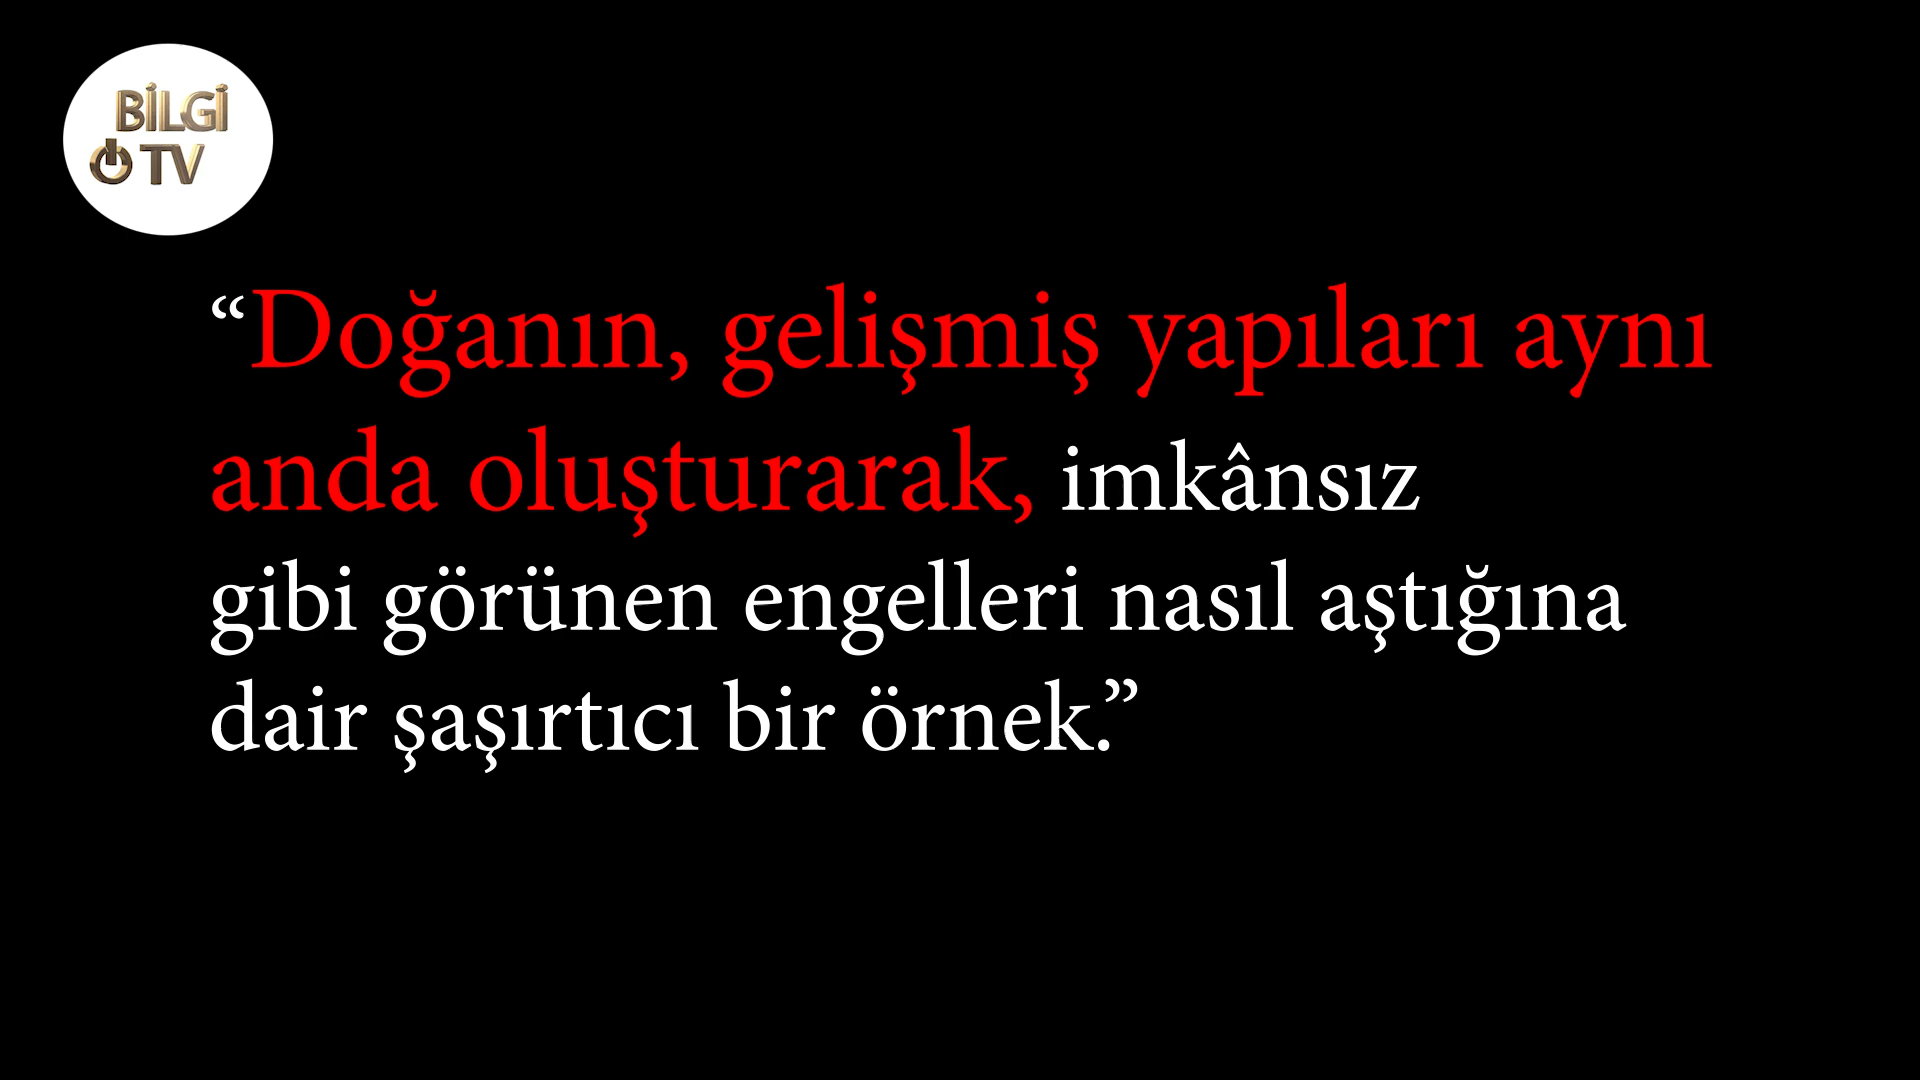 BİLGİ
TV
“Doğanın, gelişmiş yapıları aynı
anda oluşturarak, imkânsız
gibi görünen engelleri nasıl aştığına
dair şaşırtıcı bir örnek.”